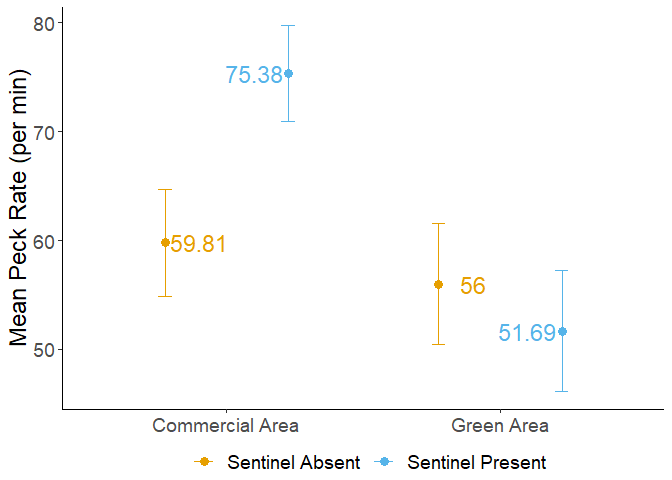 80
70
60
50
Mean Peck Rate (per min)
75.38
59.81
56
51.69
Commercial Area
Green Area
Sentinel Absent
Sentinel Present